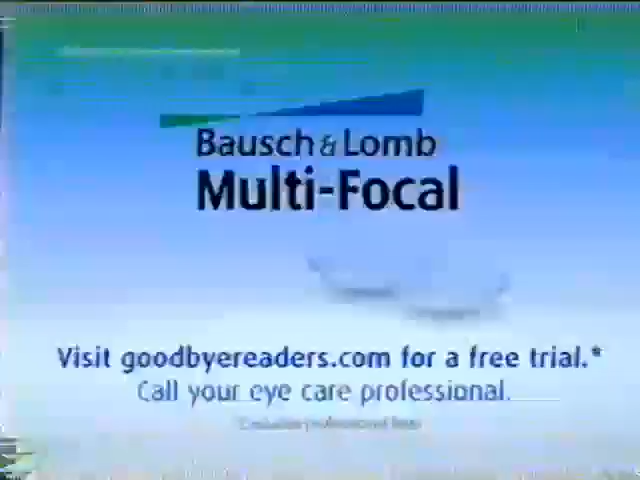 Bausch & Lomb
Multi-Focal
Visit goodbyereaders.com for a free trial.*
Call your eye care professional.